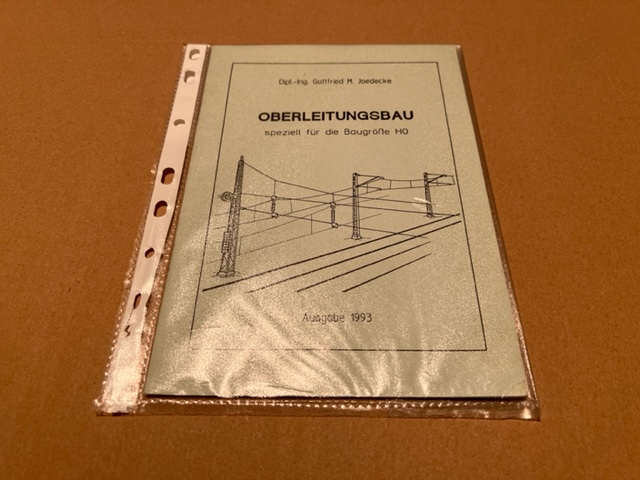 Dipl.-Ing. Gottfried M. Joedecke
OBERLEITUNGSBAU
speziell für die Baugröße H0
Ausgabe 1993